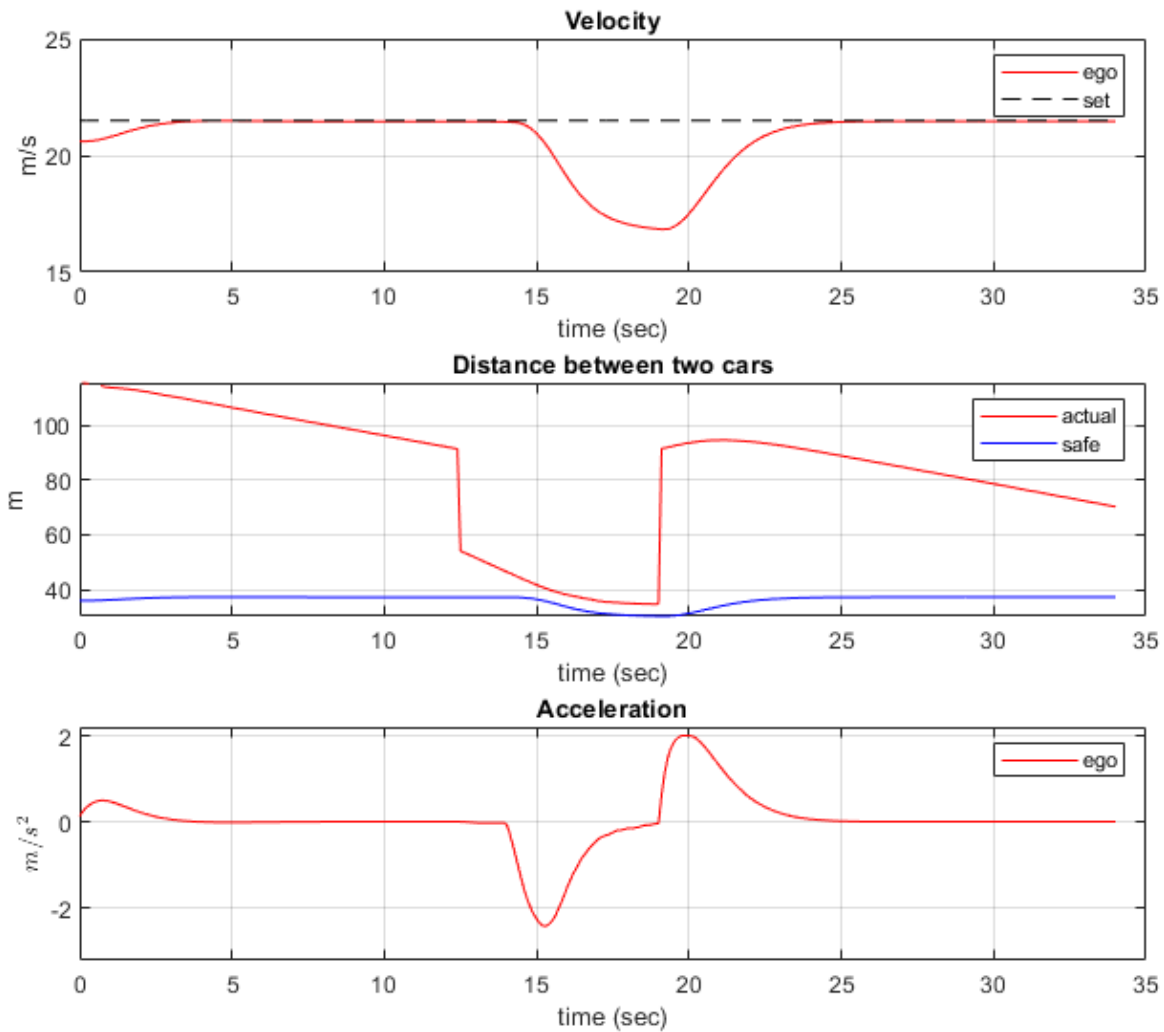 Velocity
25
20
15
m/s
ego
set
0 5 10 15 20 25 30 35
time (sec)
Distance between two cars
100
80
60
40
m
actual
safe
0 5 10 15 20 25 30 35
time (sec)
Acceleration
2
0
-2
m/s²
ego
0 5 10 15 20 25 30 35
time (sec)